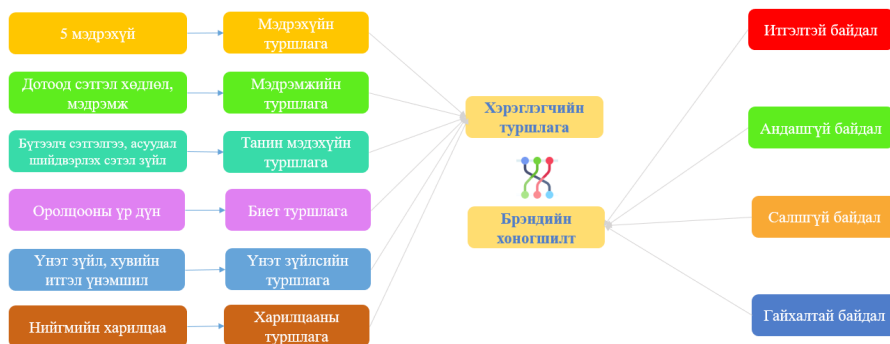 5 мэдрэхүй
Мэдрэхүйн
туршлага
Дотоод сэтгэл хөдлөл,
мэдрэмж
Мэдрэмжийн
туршлага
Бүтээлч сэтгэлгээ, асуудал
шийдвэрлэх сэтэл зүйл
Танин мэдэхүйн
туршлага
Оролцооны үр дүн
Биет туршлага
Үнэт зүйл, хувийн
итгэл үнэмшил
Үнэт зүйлсийн
туршлага
Нийгмийн харилцаа
Харилцааны
туршлага
Хэрэглэгчийн
туршлага
Брэндийн
хоногшилт
Итгэлтэй байдал
Андашгүй байдал
Салшгүй байдал
Гайхалтай байдал